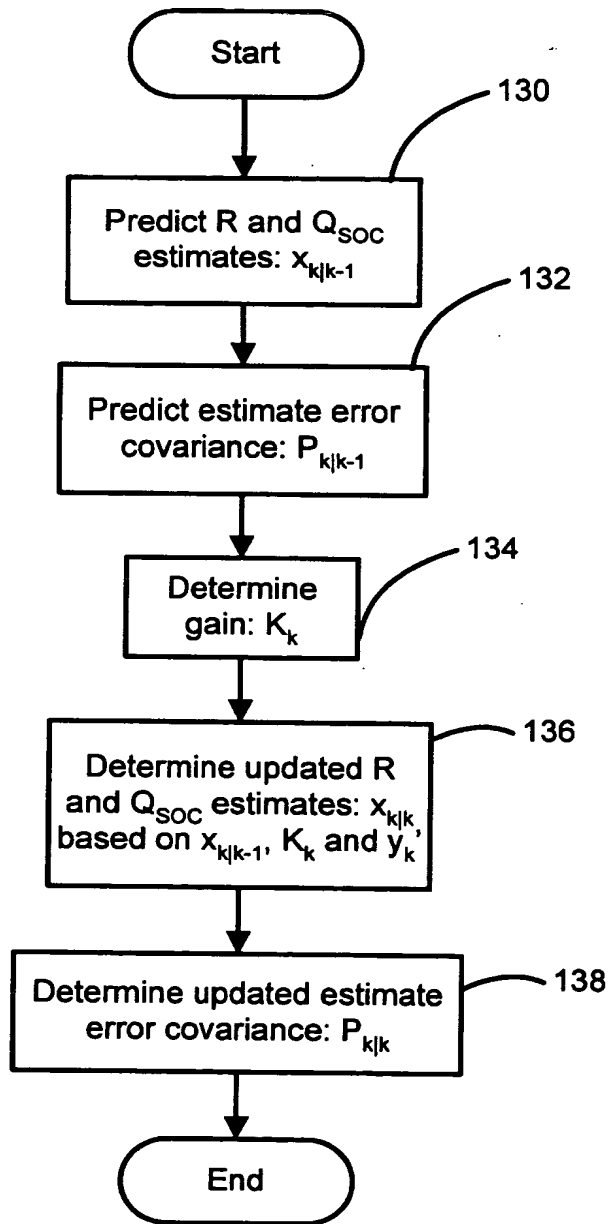 Start
130
Predict R and Q_SOC
estimates: x_k|k-1
132
Predict estimate error
covariance: P_k|k-1
134
Determine
gain: K_k
136
Determine updated R
and Q_SOC estimates: x_k|k'
based on x_k|k-1, K_k and y_k
138
Determine updated estimate
error covariance: P_k|k
End